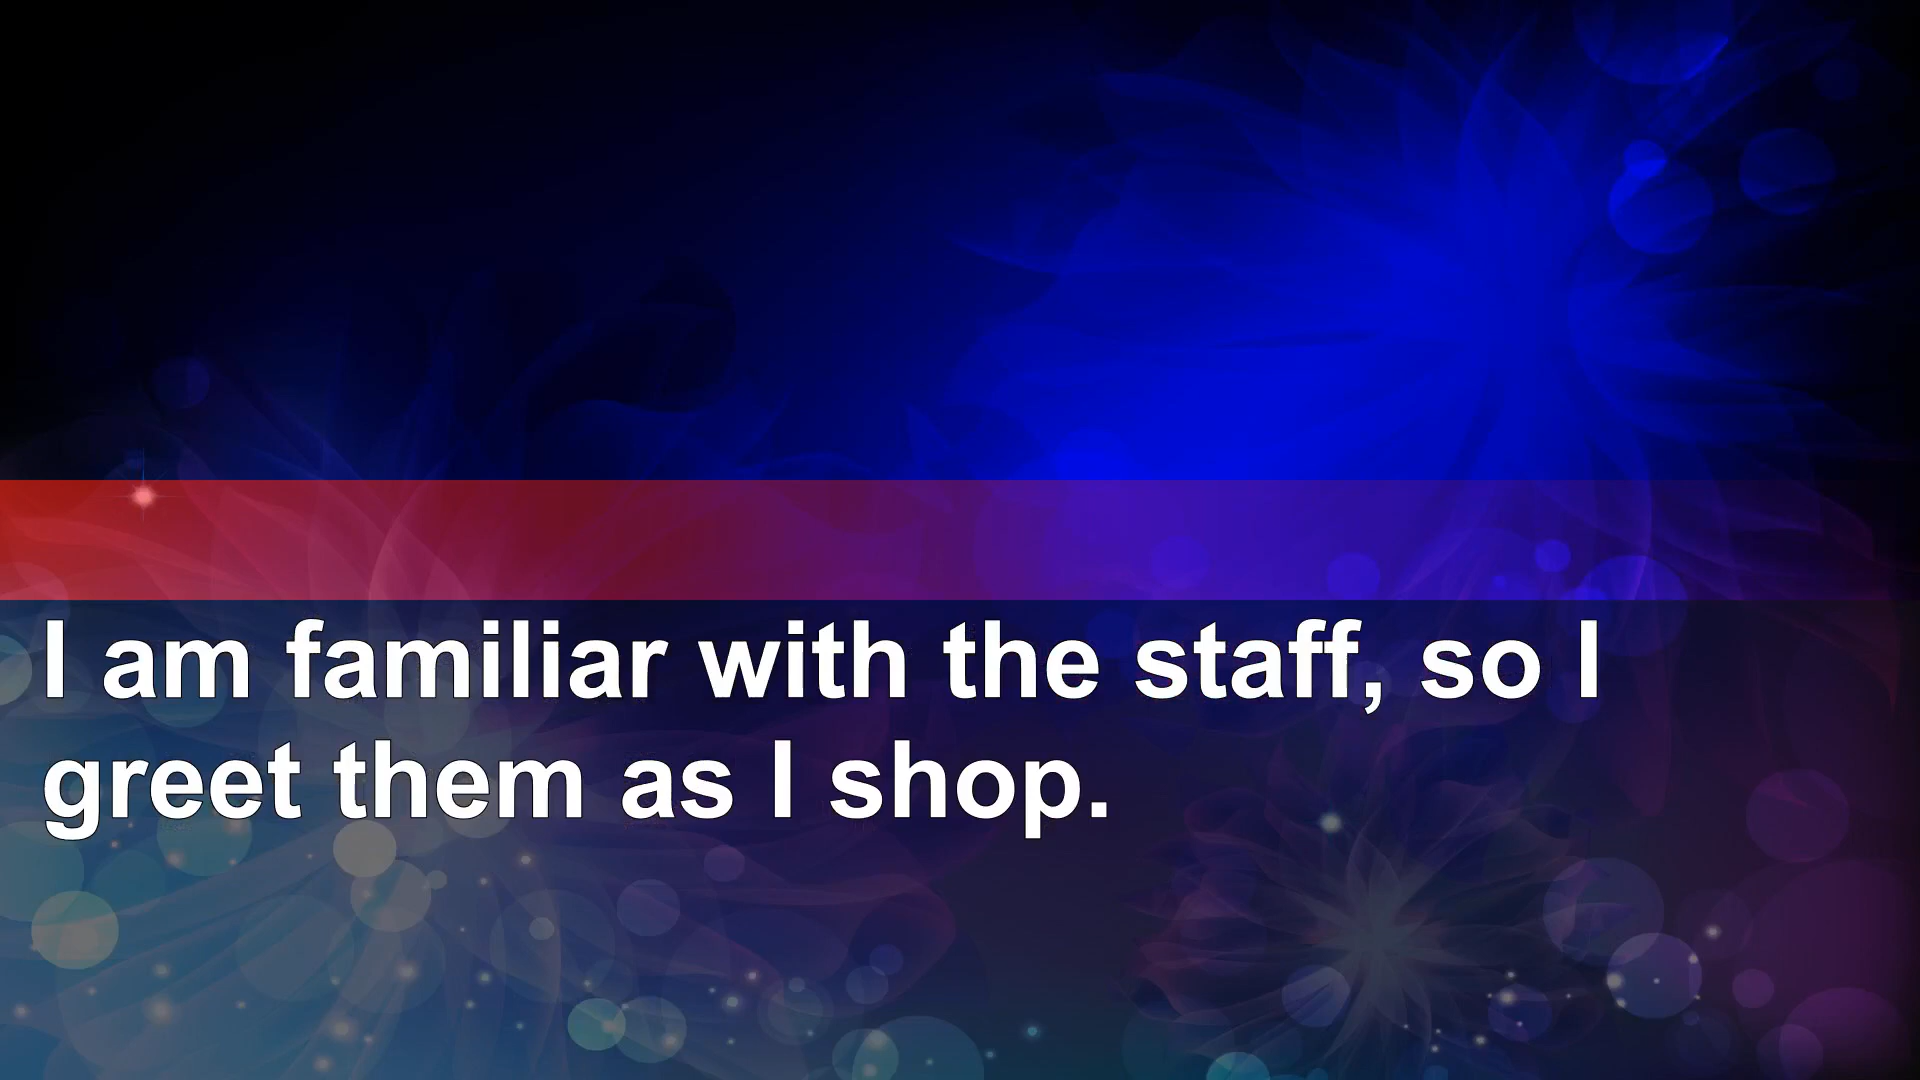 I am familiar with the staff, so I
greet them as I shop.